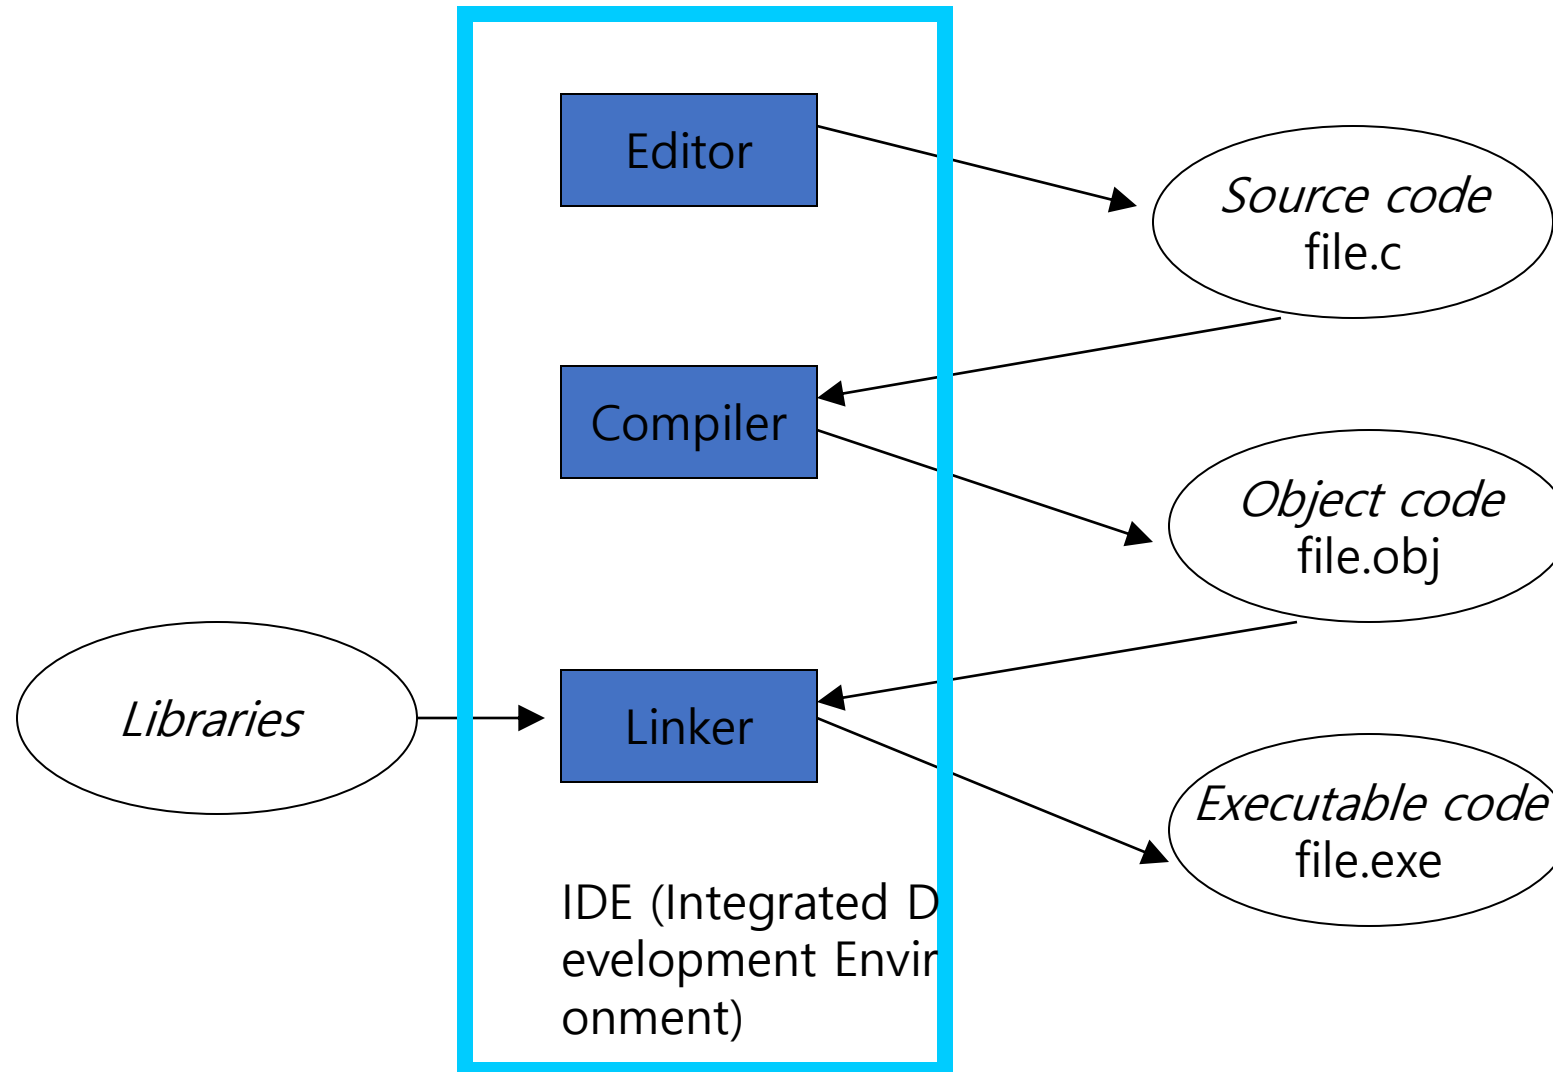 Editor
Source code
file.c
Compiler
Object code
file.obj
Libraries
Linker
Executable code
file.exe
IDE (Integrated D
evelopment Envir
onment)